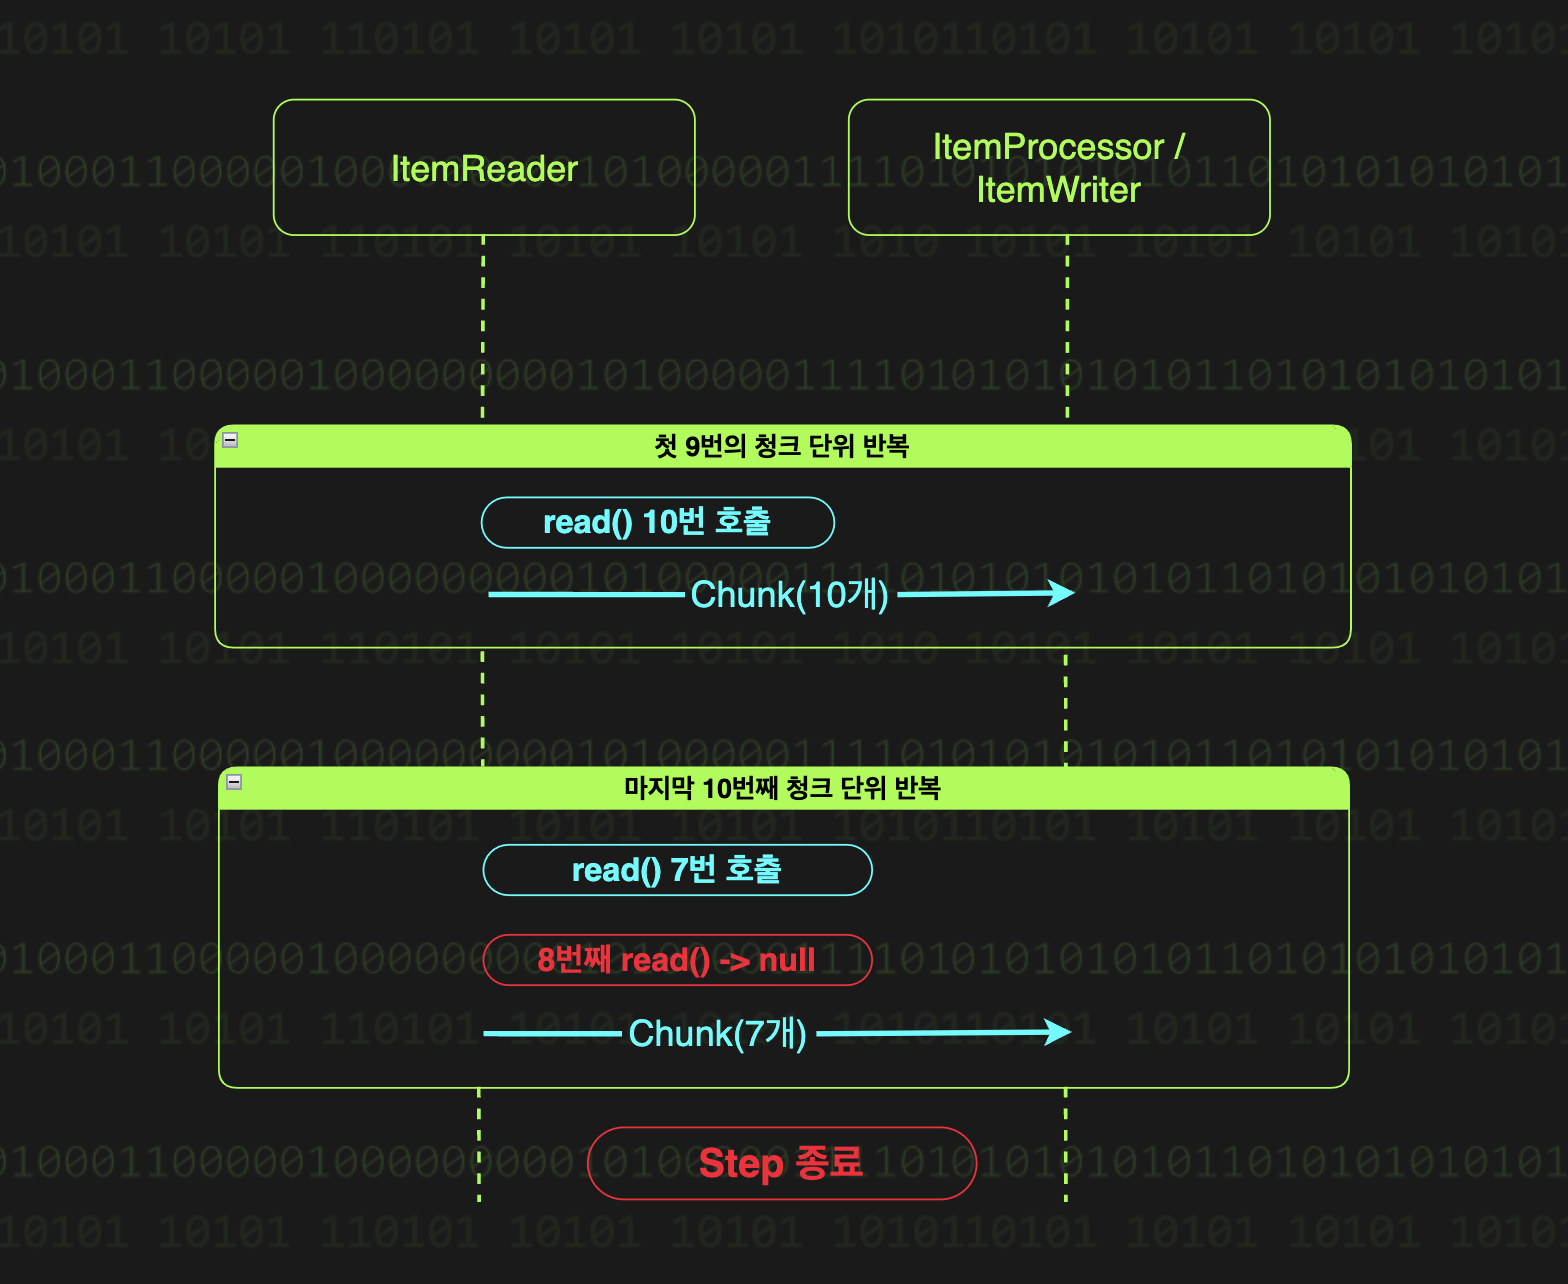 ItemReader
ItemProcessor /
ItemWriter
첫 9번의 청크 단위 반복
read() 10번 호출
Chunk(10개)
마지막 10번째 청크 단위 반복
read() 7번 호출
8번째 read() -> null
Chunk(7개)
Step 종료